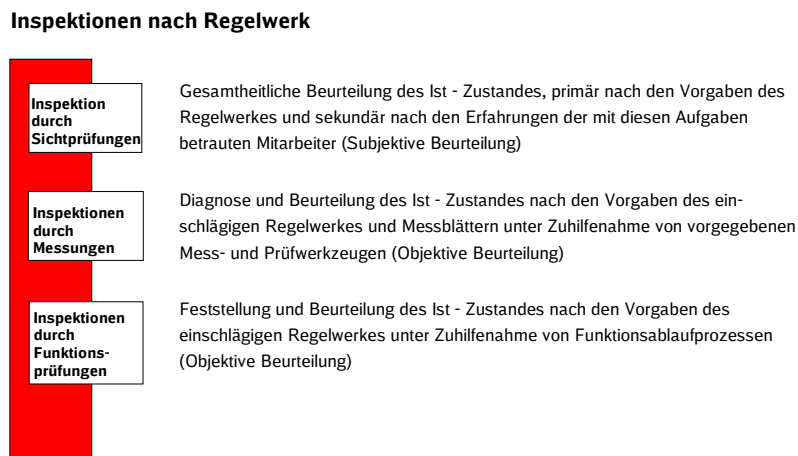 Inspektionen nach Regelwerk
Inspektion
durch
Sichtprüfungen
Gesamtheitliche Beurteilung des Ist - Zustandes, primär nach den Vorgaben des
Regelwerkes und sekundär nach den Erfahrungen der mit diesen Aufgaben
betrauten Mitarbeiter (Subjektive Beurteilung)
Inspektionen
durch
Messungen
Diagnose und Beurteilung des Ist - Zustandes nach den Vorgaben des ein-
schlägigen Regelwerkes und Messblättern unter Zuhilfenahme von vorgegebenen
Mess- und Prüfwerkzeugen (Objektive Beurteilung)
Inspektionen
durch
Funktions-
prüfungen
Feststellung und Beurteilung des Ist - Zustandes nach den Vorgaben des
einschlägigen Regelwerkes unter Zuhilfenahme von Funktionsablaufprozessen
(Objektive Beurteilung)